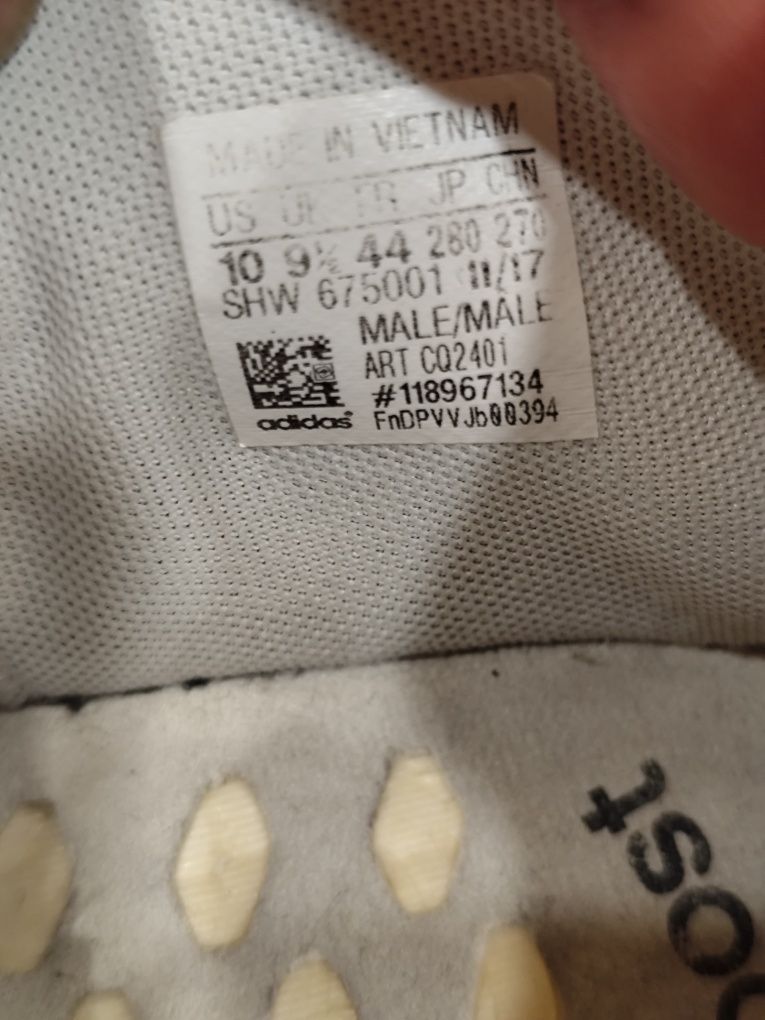 MADE IN VIETNAM
US UK FR JP CHN
10 9½ 44 280 270
SHW 675001 11/17
MALE/MALE
ART CQ2401
#118967134
adidas® FnDPVVJb00394
ost